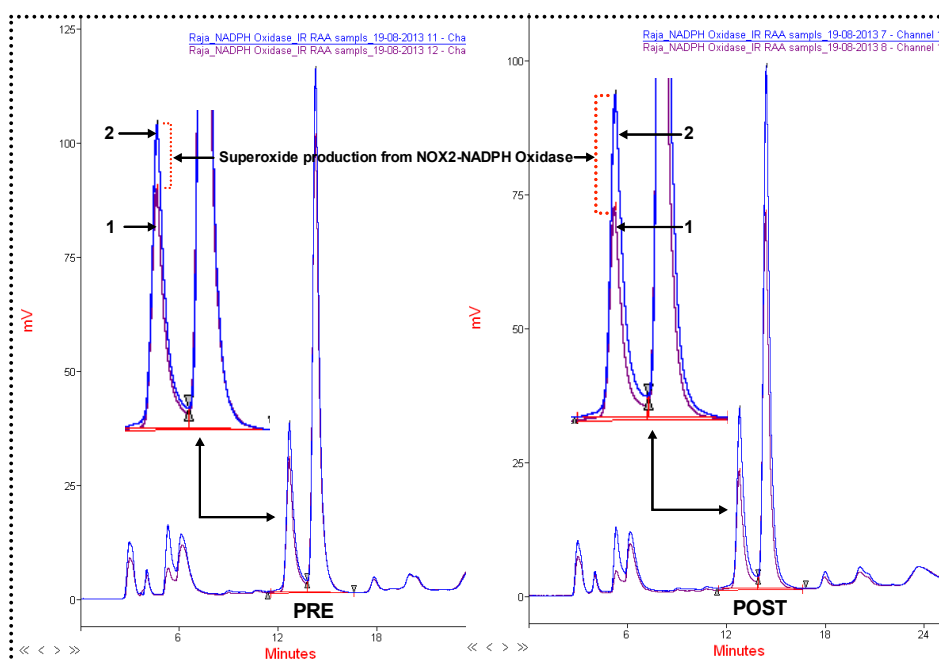 125
100
75
50
25
0
mV
Raja_NADPH Oxidase_IR RAA sampls_19-08-2013 11 - Cha
Raja_NADPH Oxidase_IR RAA sampls_19-08-2013 12 - Cha
2
1
Superoxide production from NOX2-NADPH Oxidase
PRE
6
12
18
Minutes
<< < > >>
100
75
50
25
0
mV
Raja_NADPH Oxidase_IR RAA sampls_19-08-2013 7 - Channel 1
Raja_NADPH Oxidase_IR RAA sampls_19-08-2013 8 - Channel 1
2
1
POST
6
12
18
24
Minutes
<< < > >>